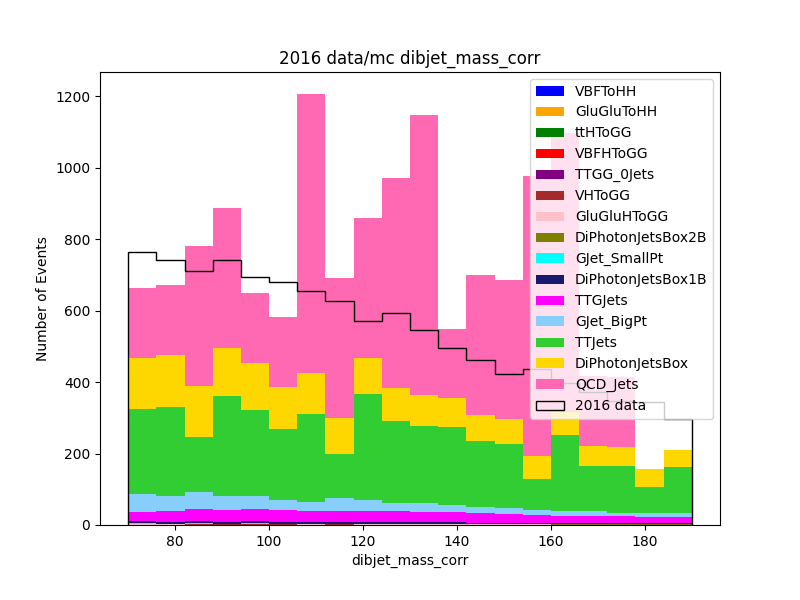 2016 data/mc dibjet_mass_corr
1200
1000
800
600
400
200
0
Number of Events
80
100
120
140
160
180
dibjet_mass_corr
VBFToHH
GluGluToHH
ttHToGG
VBFHToGG
TTGG_0Jets
VHToGG
GluGluHToGG
DiPhotonJetsBox2B
GJet_SmallPt
DiPhotonJetsBox1B
TTGJets
GJet_BigPt
TTJets
DiPhotonJetsBox
QCD_Jets
2016 data